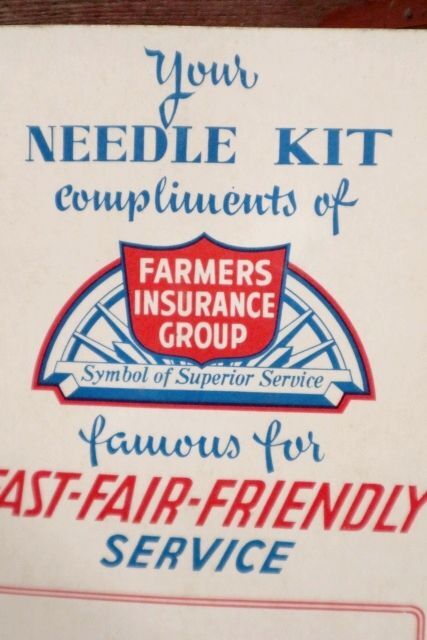 Your
NEEDLE KIT
compliments of
FARMERS
INSURANCE
GROUP
Symbol of Superior Service
famous for
FAST-FAIR-FRIENDLY
SERVICE